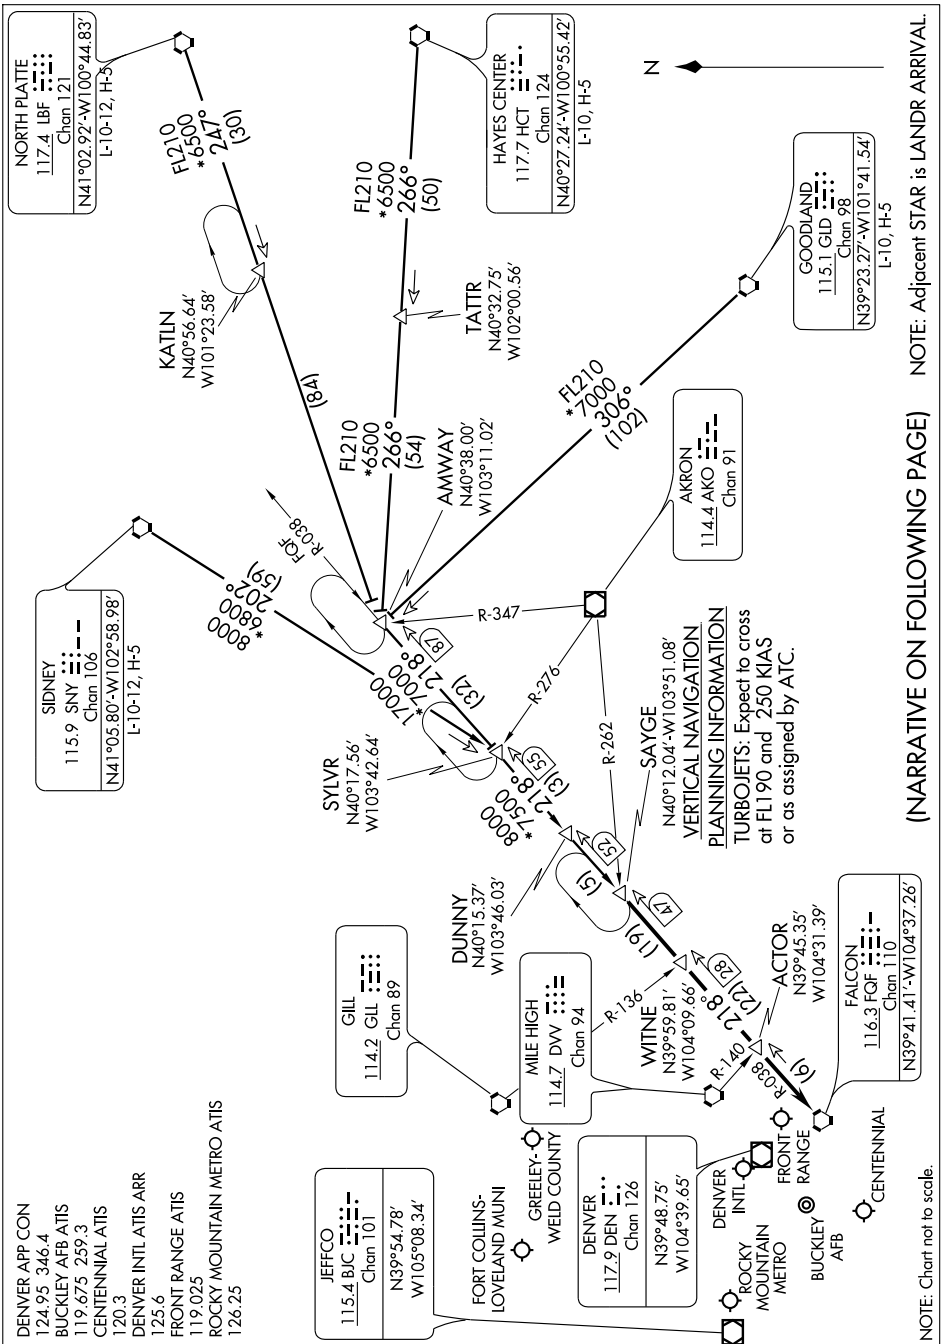 DENVER APP CON
124.95 346.4
BUCKLEY AFB ATIS
119.675 259.3
CENTENNIAL ATIS
120.3
DENVER INTL ATIS ARR
125.6
FRONT RANGE ATIS
119.025
ROCKY MOUNTAIN METRO ATIS
126.25
SIDNEY
115.9 SNY
Chan 106
N41°05.80'-W102°58.98'
L-10-12, H-5
NORTH PLATTE
117.4 LBF
Chan 121
N41°02.92'-W100°44.83'
L-10-12, H-5
FL210
*6500
247°
(30)
KATLN
N40°56.64'
W101°23.58'
(84)
8000
*6800
202°
(59)
FQF
R-038
FL210
*6500
266°
(50)
HAYES CENTER
117.7 HCT
Chan 124
N40°27.24'-W100°55.42'
L-10, H-5
TATTR
N40°32.75'
W102°00.56'
FL210
*6500
266°
(54)
AMWAY
N40°38.00'
W103°11.02'
FL210
*7000
306°
(102)
GOODLAND
115.1 GLD
Chan 98
N39°23.27'-W101°41.54'
L-10, H-5
N
AKRON
114.4 AKO
Chan 91
R-347
R-276
R-262
87
17000
*7000
218°
(32)
SYLVR
N40°17.56'
W103°42.64'
55
8000
*7500
218°
(3)
DUNNY
N40°15.37'
W103°46.03'
52
(5)
SAYGE
N40°12.04'-W103°51.08'
VERTICAL NAVIGATION
PLANNING INFORMATION
TURBOJETS: Expect to cross
at FL190 and 250 KIAS
or as assigned by ATC.
47
(19)
GILL
114.2 GLL
Chan 89
R-136
WITNE
N39°59.81'
W104°09.66'
28
218°
(22)
MILE HIGH
114.7 DVV
Chan 94
R-140
ACTOR
N39°45.35'
W104°31.39'
R-038
(6)
FALCON
116.3 FQF
Chan 110
N39°41.41'-W104°37.26'
JEFFCO
115.4 BJC
Chan 101
N39°54.78'
W105°08.34'
FORT COLLINS-
LOVELAND MUNI
GREELEY-
WELD COUNTY
DENVER
117.9 DEN
Chan 126
N39°48.75'
W104°39.65'
DENVER
INTL
FRONT
RANGE
ROCKY
MOUNTAIN
METRO
BUCKLEY
AFB
CENTENNIAL
NOTE: Chart not to scale.
(NARRATIVE ON FOLLOWING PAGE)
NOTE: Adjacent STAR is LANDR ARRIVAL.